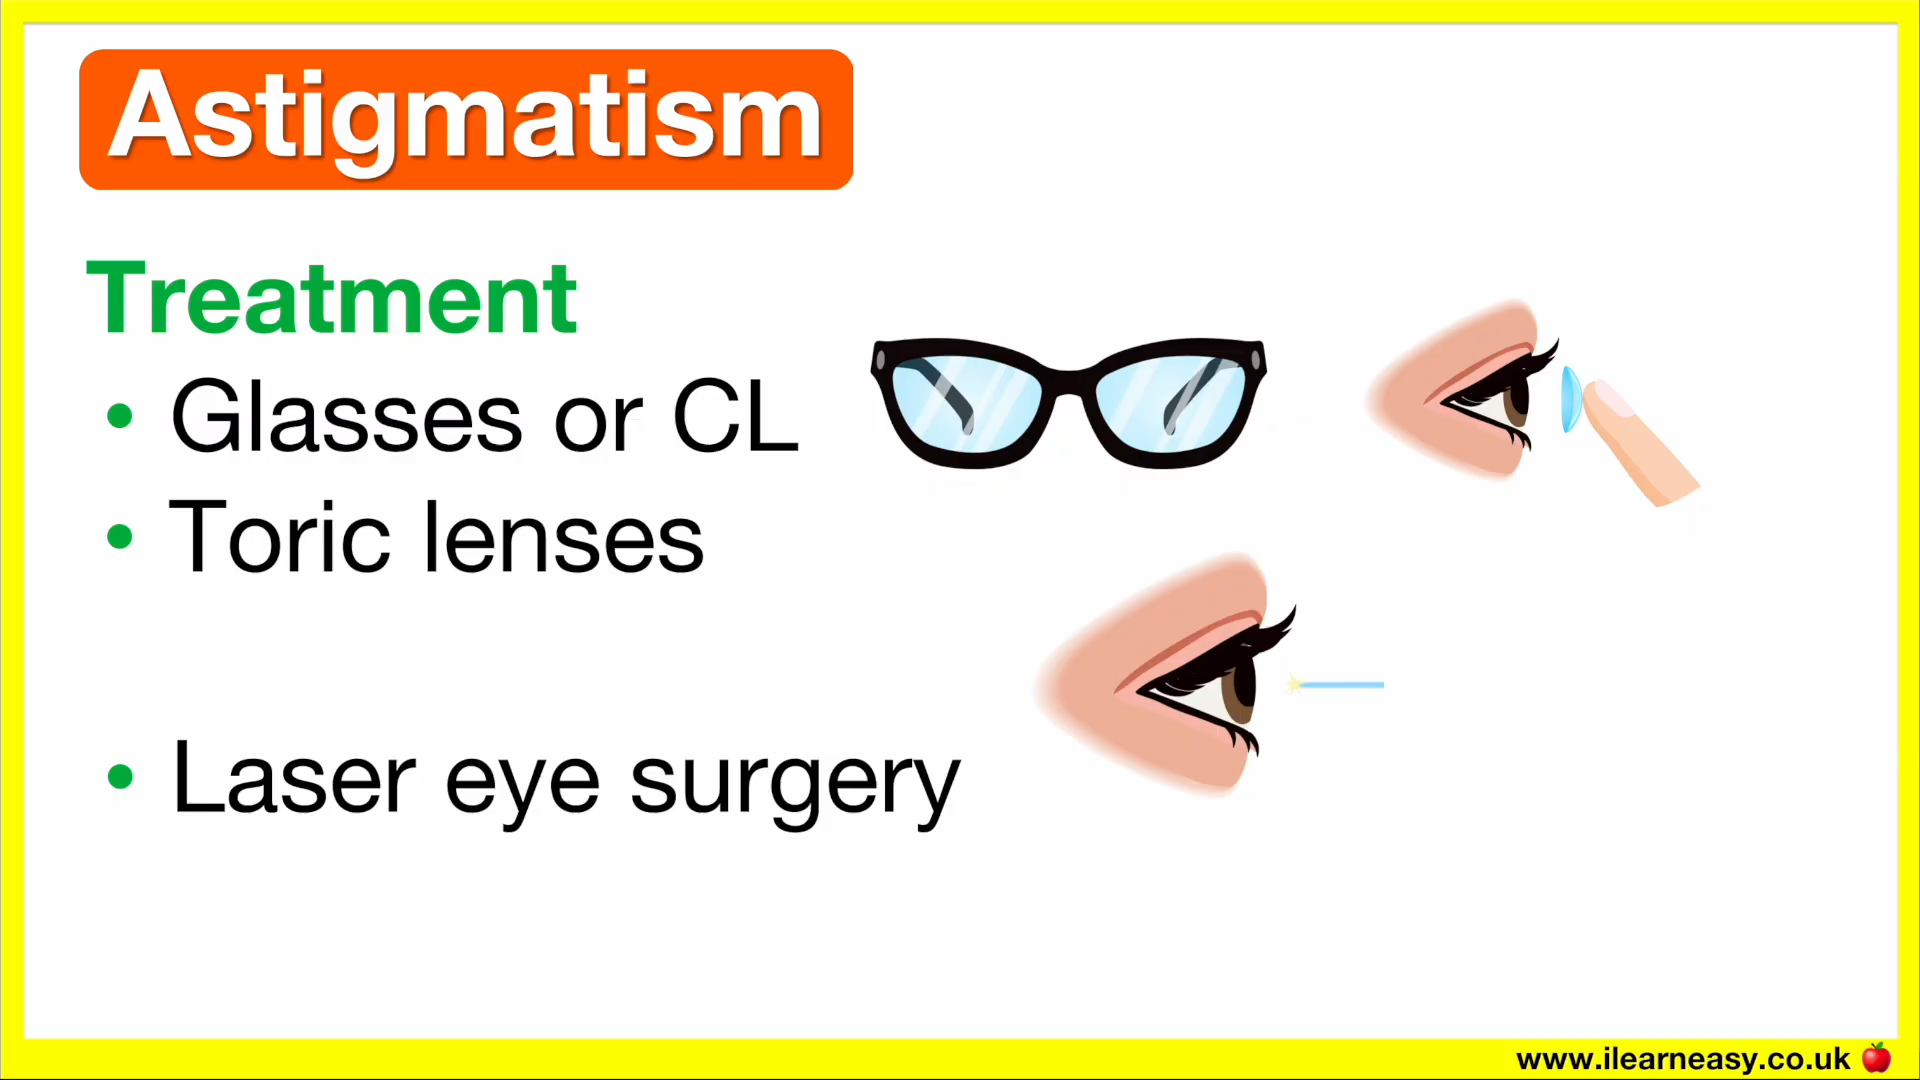 Astigmatism
Treatment
• Glasses or CL
• Toric lenses
• Laser eye surgery
www.ilearneasy.co.uk